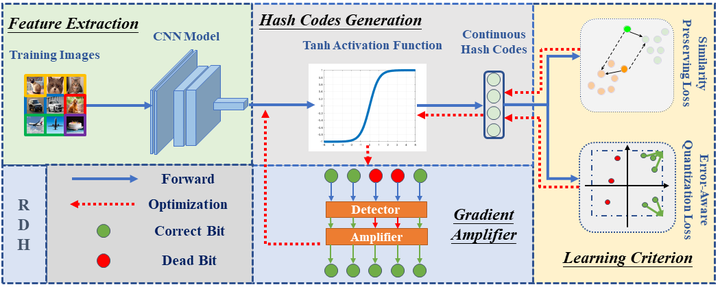 Feature Extraction
Hash Codes Generation
CNN Model
Training Images
Tanh Activation Function
Continuous
Hash Codes
Similarity
Preserving Loss
Error-Aware
Quantization Loss
Learning Criterion
R
D
H
Forward
Optimization
Correct Bit
Dead Bit
Detector
Amplifier
Gradient
Amplifier